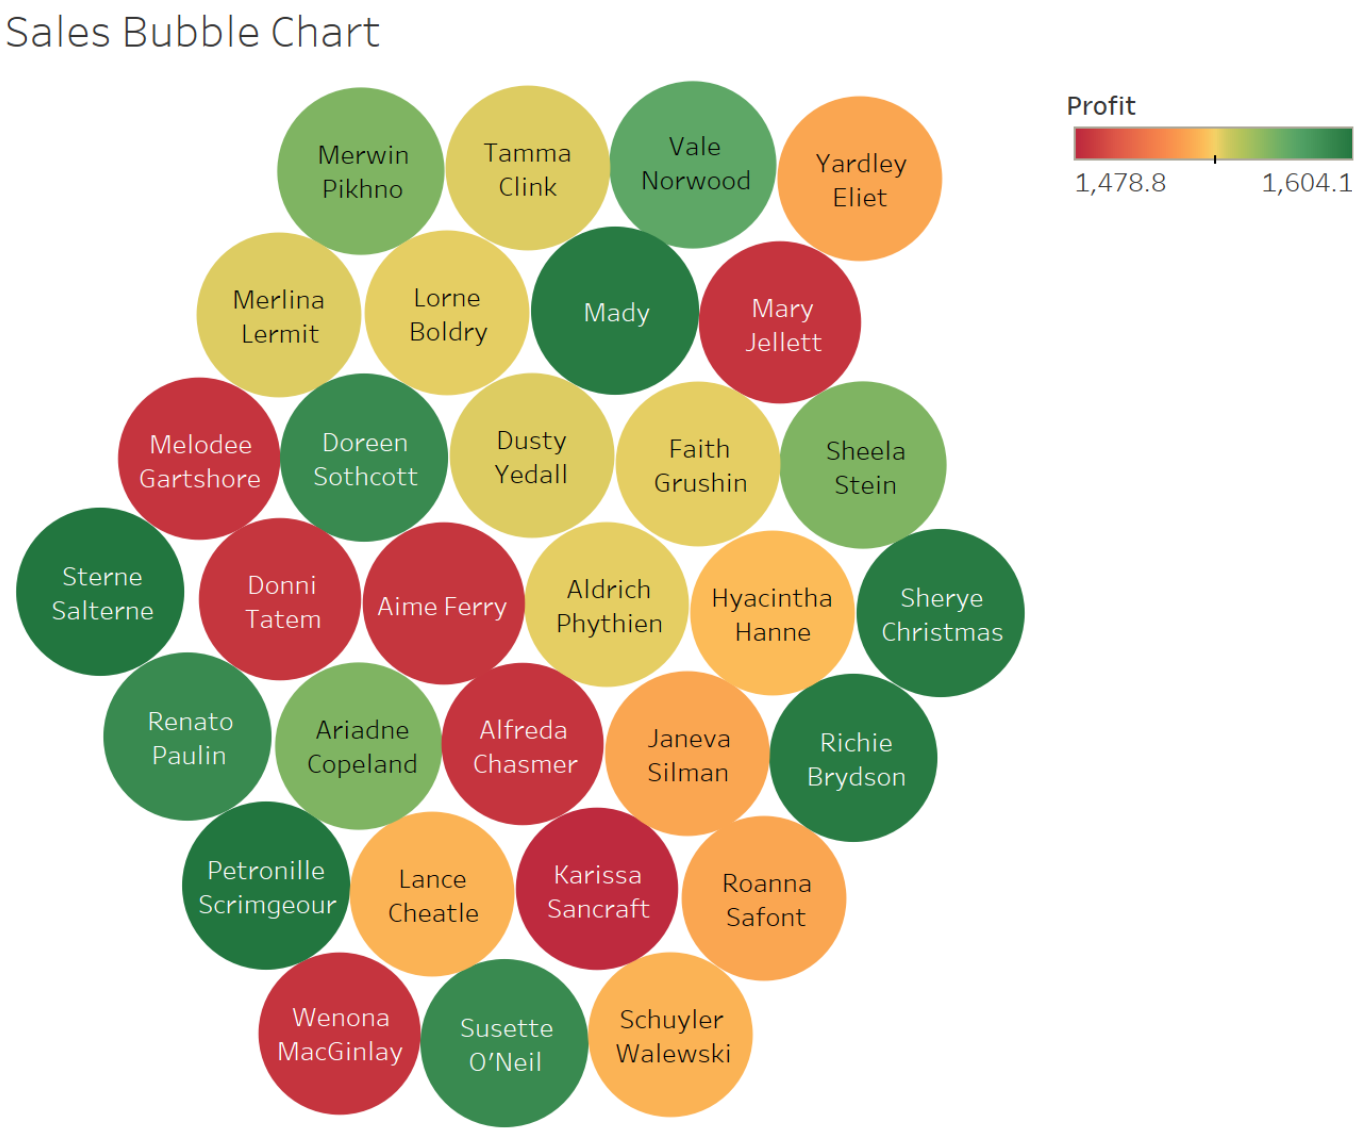 Sales Bubble Chart
Profit
1,478.8
1,604.1
Merwin
Pikhno
Tamma
Clink
Vale
Norwood
Yardley
Eliet
Merlina
Lermit
Lorne
Boldry
Mady
Mary
Jellett
Melodee
Gartshore
Doreen
Sothcott
Dusty
Yedall
Faith
Grushin
Sheela
Stein
Sterne
Salterne
Donni
Tatem
Aime Ferry
Aldrich
Phythien
Hyacintha
Hanne
Sherye
Christmas
Renato
Paulin
Ariadne
Copeland
Alfreda
Chasmer
Janeva
Silman
Richie
Brydson
Petronille
Scrimgeour
Lance
Cheatle
Karissa
Sancraft
Roanna
Safont
Wenona
MacGinlay
Susette
O’Neil
Schuyler
Walewski